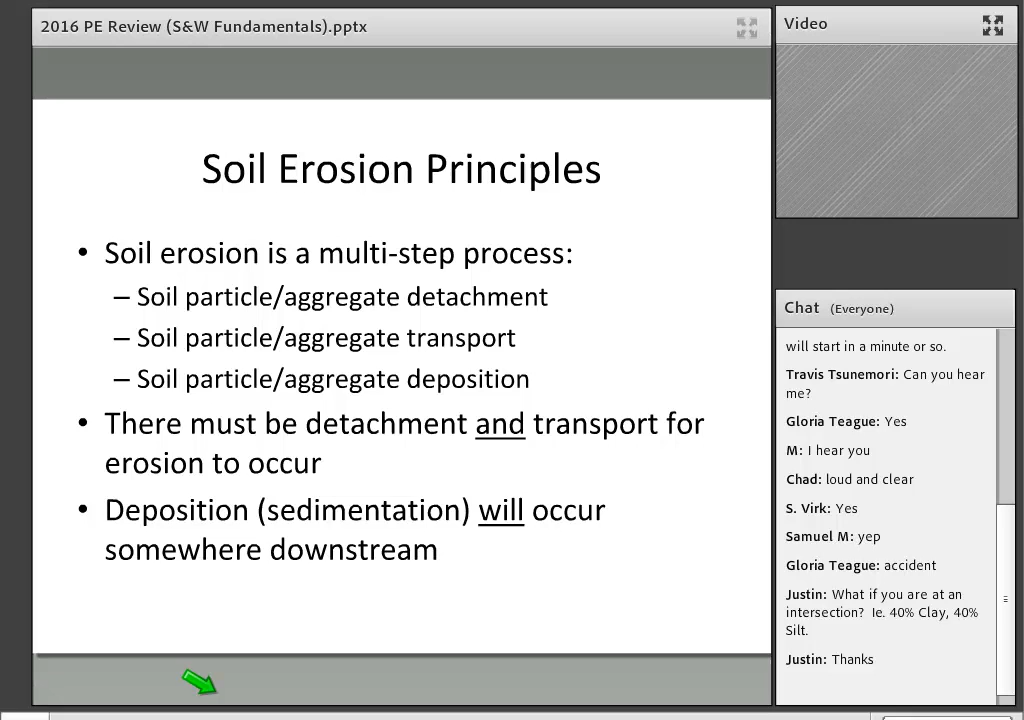 2016 PE Review (S&W Fundamentals).pptx
Soil Erosion Principles
• Soil erosion is a multi-step process:
– Soil particle/aggregate detachment
– Soil particle/aggregate transport
– Soil particle/aggregate deposition
• There must be detachment and transport for
erosion to occur
• Deposition (sedimentation) will occur
somewhere downstream
Video
Chat (Everyone)
will start in a minute or so.
Travis Tsunemori: Can you hear
me?
Gloria Teague: Yes
M: I hear you
Chad: loud and clear
S. Virk: Yes
Samuel M: yep
Gloria Teague: accident
Justin: What if you are at an
intersection? Ie. 40% Clay, 40%
Silt.
Justin: Thanks